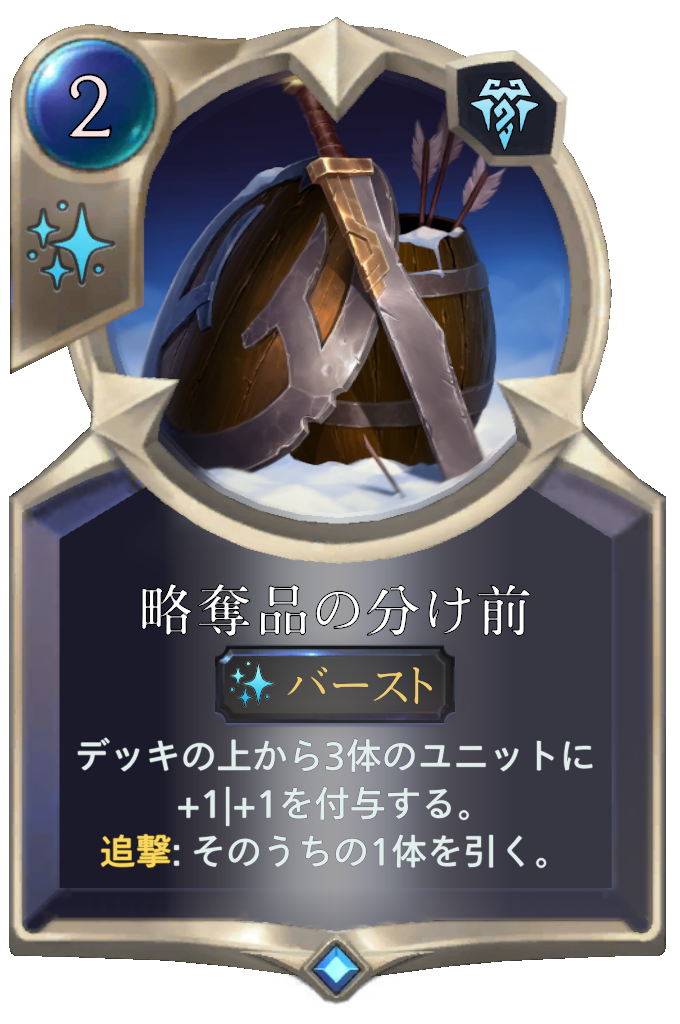 2
略奪品の分け前
バースト
デッキの上から3体のユニットに
+1|+1を付与する。
追撃: そのうちの1体を引く。